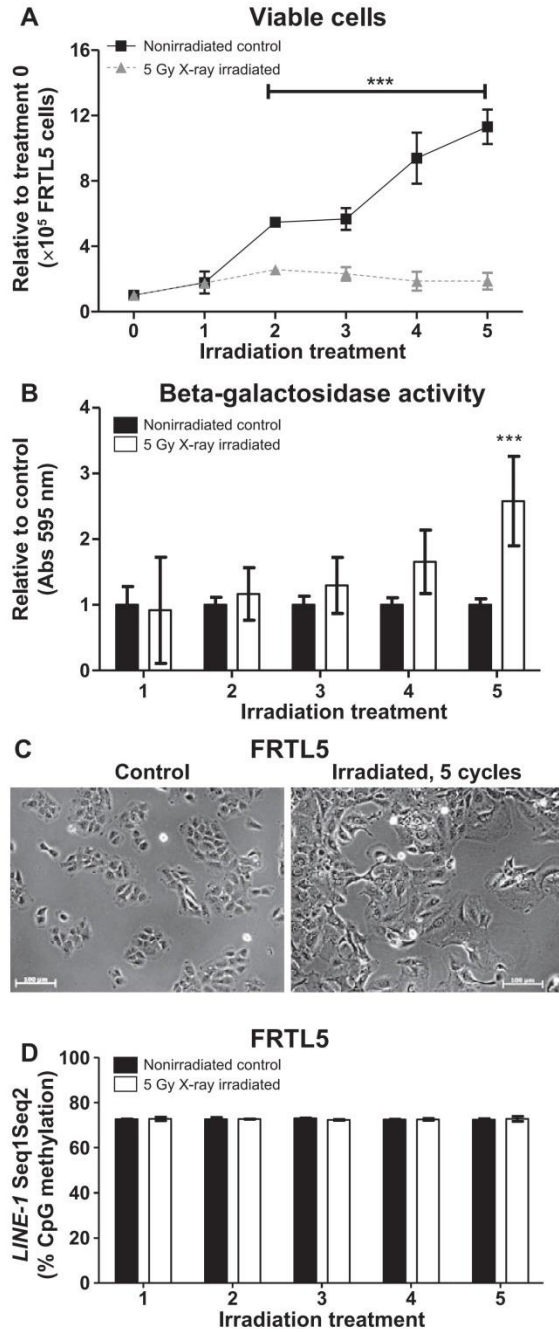 A
Viable cells
Nonirradiated control
5 Gy X-ray irradiated
***
Relative to treatment 0
(×10⁵ FRTL5 cells)
16
12
8
4
0
0 1 2 3 4 5
Irradiation treatment
B
Beta-galactosidase activity
Nonirradiated control
5 Gy X-ray irradiated
***
Relative to control
(Abs 595 nm)
4
3
2
1
0
1 2 3 4 5
Irradiation treatment
C
FRTL5
Control
Irradiated, 5 cycles
100 µm
100 µm
D
FRTL5
Nonirradiated control
5 Gy X-ray irradiated
LINE-1 Seq1Seq2
(% CpG methylation)
100
80
60
40
20
0
1 2 3 4 5
Irradiation treatment